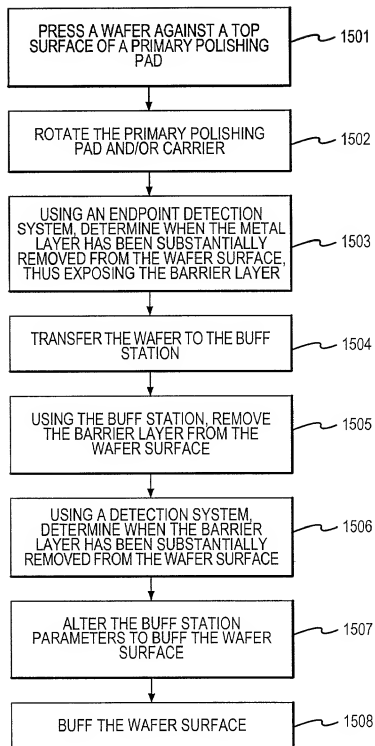 PRESS A WAFER AGAINST A TOP
SURFACE OF A PRIMARY POLISHING
PAD
1501
ROTATE THE PRIMARY POLISHING
PAD AND/OR CARRIER
1502
USING AN ENDPOINT DETECTION
SYSTEM, DETERMINE WHEN THE METAL
LAYER HAS BEEN SUBSTANTIALLY
REMOVED FROM THE WAFER SURFACE,
THUS EXPOSING THE BARRIER LAYER
1503
TRANSFER THE WAFER TO THE BUFF
STATION
1504
USING THE BUFF STATION, REMOVE
THE BARRIER LAYER FROM THE
WAFER SURFACE
1505
USING A DETECTION SYSTEM,
DETERMINE WHEN THE BARRIER
LAYER HAS BEEN SUBSTANTIALLY
REMOVED FROM THE WAFER SURFACE
1506
ALTER THE BUFF STATION
PARAMETERS TO BUFF THE WAFER
SURFACE
1507
BUFF THE WAFER SURFACE
1508